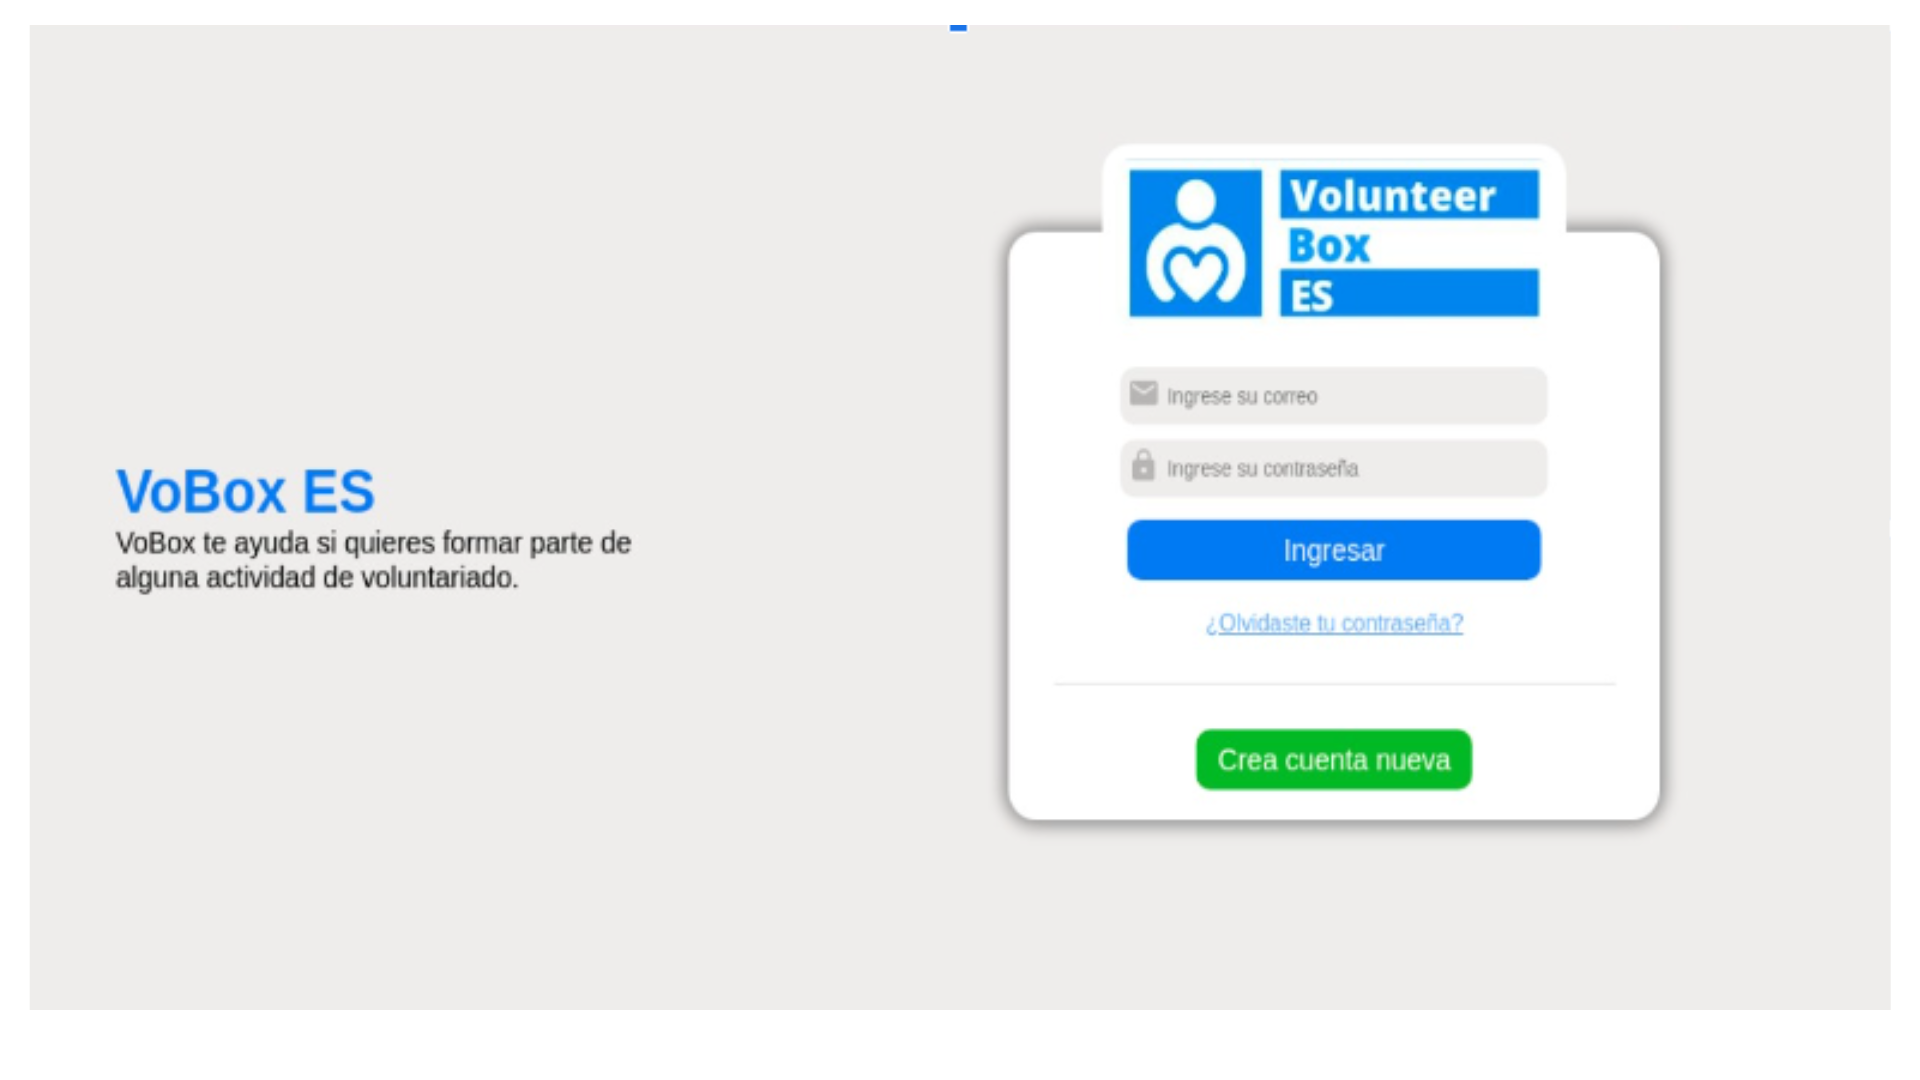 VoBox ES
VoBox te ayuda si quieres formar parte de
alguna actividad de voluntariado.
Volunteer
Box
ES
Ingrese su correo
Ingrese su contraseña
Ingresar
¿Olvidaste tu contraseña?
Crea cuenta nueva